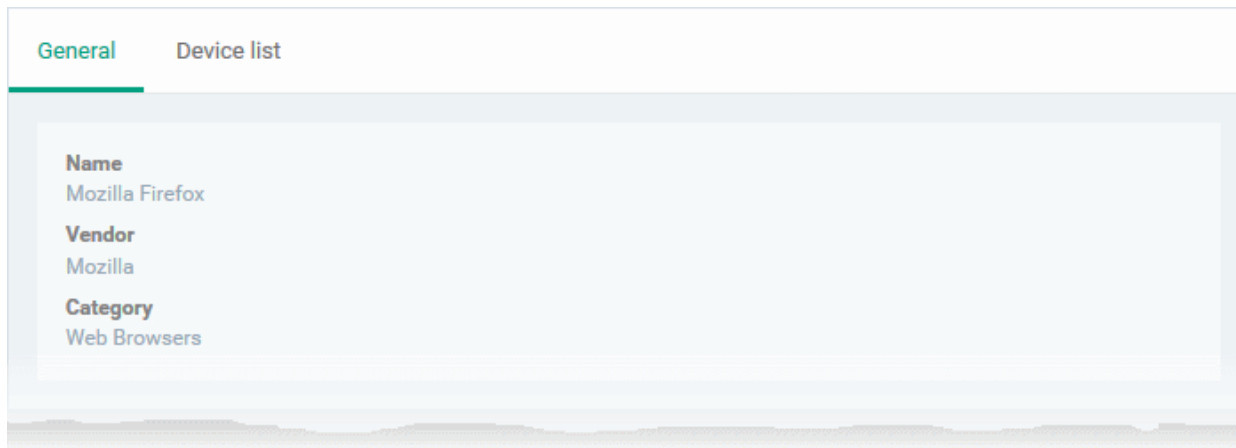 General Device list
Name
Mozilla Firefox
Vendor
Mozilla
Category
Web Browsers